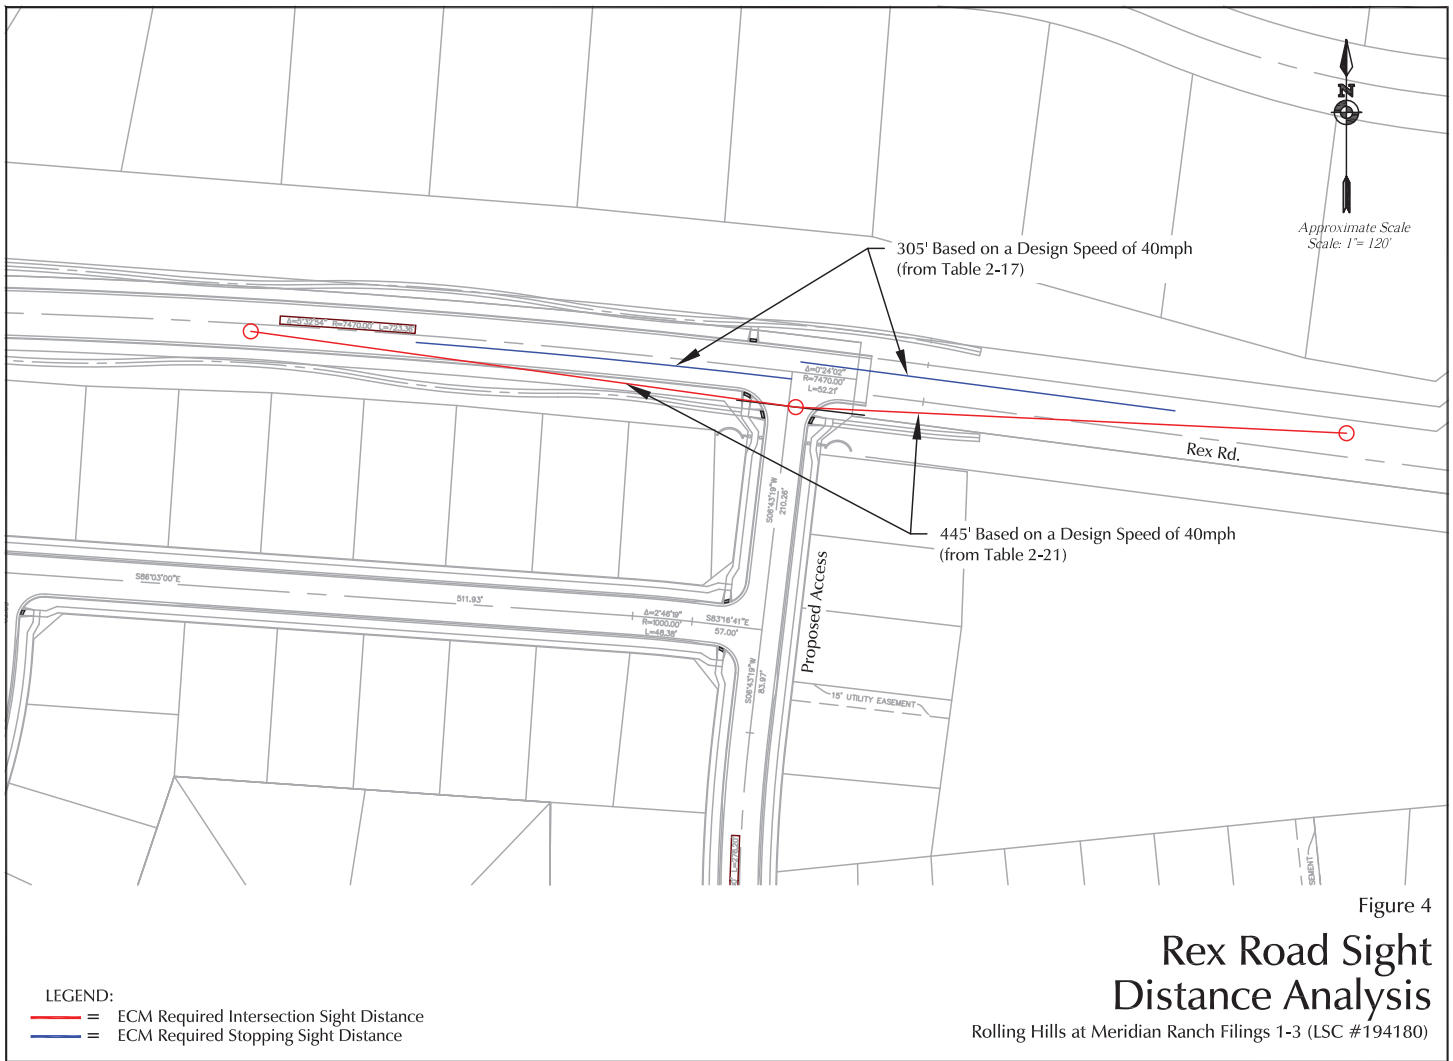 N
Approximate Scale
Scale: 1"= 120'
305' Based on a Design Speed of 40mph
(from Table 2-17)
Δ=5°32'54" R=7470.00' L=723.36'
Δ=0°24'02"
R=7470.00'
L=52.21'
Rex Rd.
445' Based on a Design Speed of 40mph
(from Table 2-21)
S06°43'19"W
210.26'
Proposed Access
S86°03'00"E
511.93'
Δ=2°46'19"
R=1000.00'
L=48.38'
S83°16'41"E
57.00'
S06°43'19"W
83.97'
15' UTILITY EASEMENT
L=278.20'
SEMENT
Figure 4
Rex Road Sight
Distance Analysis
Rolling Hills at Meridian Ranch Filings 1-3 (LSC #194180)
LEGEND:
= ECM Required Intersection Sight Distance
= ECM Required Stopping Sight Distance